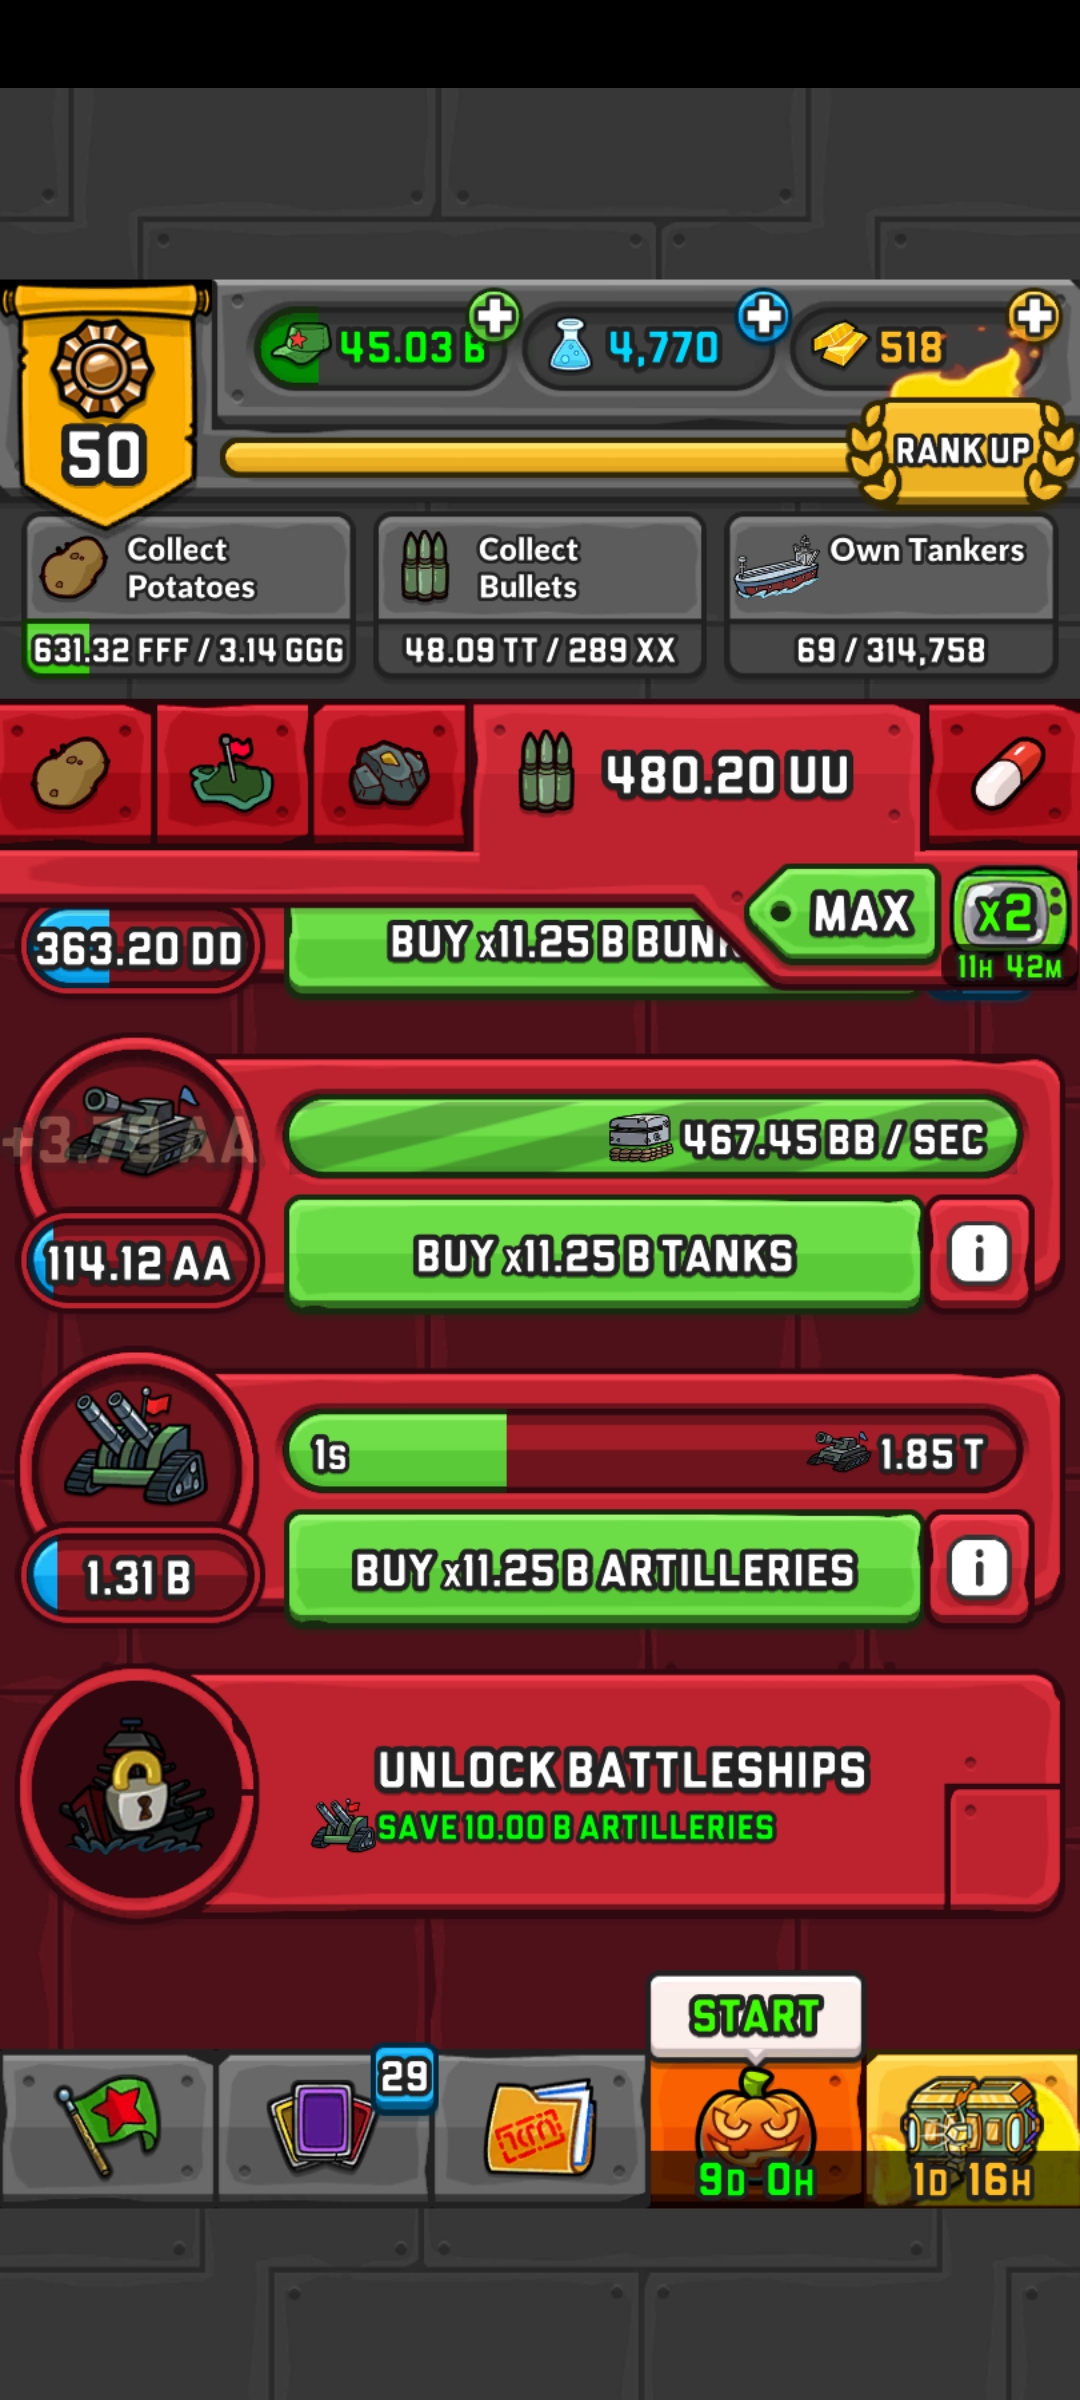 45.03 B
4,770
518
50
RANK UP
Collect
Potatoes
631.32 FFF / 3.14 GGG
Collect
Bullets
48.09 TT / 289 XX
Own Tankers
69 / 314,758
480.20 UU
MAX
x2
11H 42M
363.20 DD
BUY x11.25 B
+3.75 AA
467.45 BB / SEC
114.12 AA
BUY x11.25 B TANKS
i
1s
1.85 T
1.31 B
BUY x11.25 B ARTILLERIES
i
UNLOCK BATTLESHIPS
SAVE 10.00 B ARTILLERIES
START
29
9D 0H
1D 16H